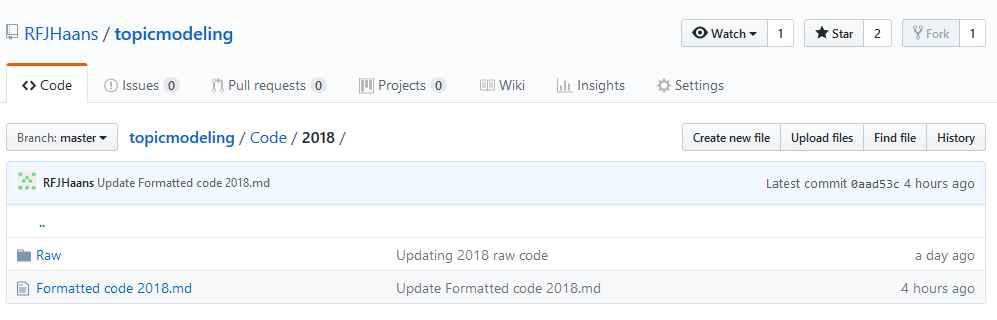 RFJHaans / topicmodeling Watch 1 Star 2 Fork 1
Code Issues 0 Pull requests 0 Projects 0 Wiki Insights Settings
Branch: master topicmodeling / Code / 2018 / Create new file Upload files Find file History
RFJHaans Update Formatted code 2018.md Latest commit 0aad53c 4 hours ago
..
Raw Updating 2018 raw code a day ago
Formatted code 2018.md Update Formatted code 2018.md 4 hours ago